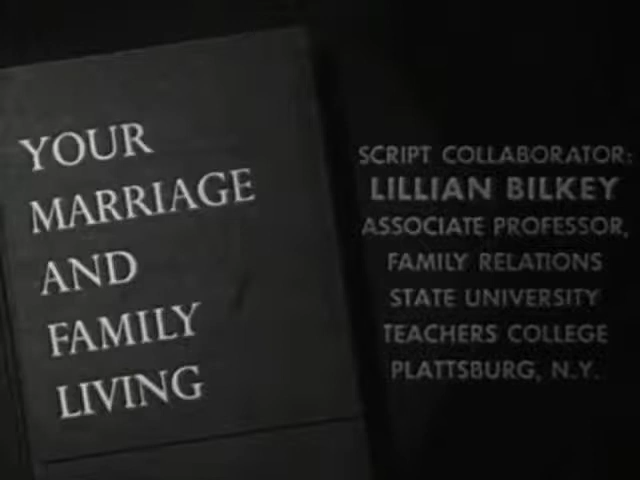 YOUR
MARRIAGE
AND
FAMILY
LIVING
SCRIPT COLLABORATOR:
LILLIAN BILKEY
ASSOCIATE PROFESSOR,
FAMILY RELATIONS
STATE UNIVERSITY
TEACHERS COLLEGE
PLATTSBURG, N.Y.